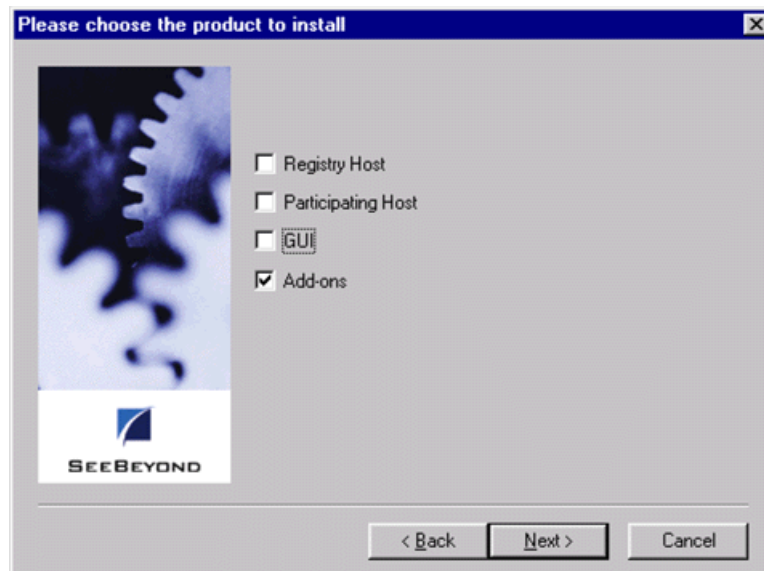 Please choose the product to install
Registry Host
Participating Host
GUI
Add-ons
SEEBEYOND
< Back
Next >
Cancel